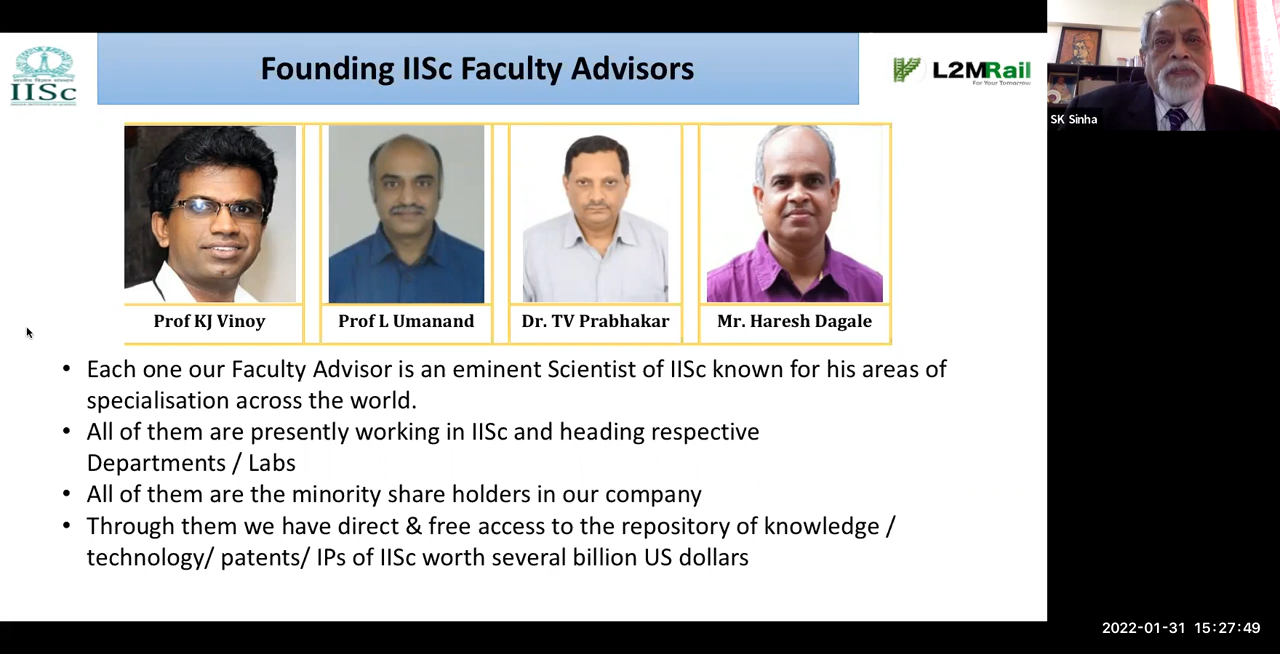 IISc
Founding IISc Faculty Advisors
L2MRail
For Your Tomorrow
SK Sinha
Prof KJ Vinoy
Prof L Umanand
Dr. TV Prabhakar
Mr. Haresh Dagale
• Each one our Faculty Advisor is an eminent Scientist of IISc known for his areas of
specialisation across the world.
• All of them are presently working in IISc and heading respective
Departments / Labs
• All of them are the minority share holders in our company
• Through them we have direct & free access to the repository of knowledge /
technology/ patents/ IPs of IISc worth several billion US dollars
2022-01-31 15:27:49